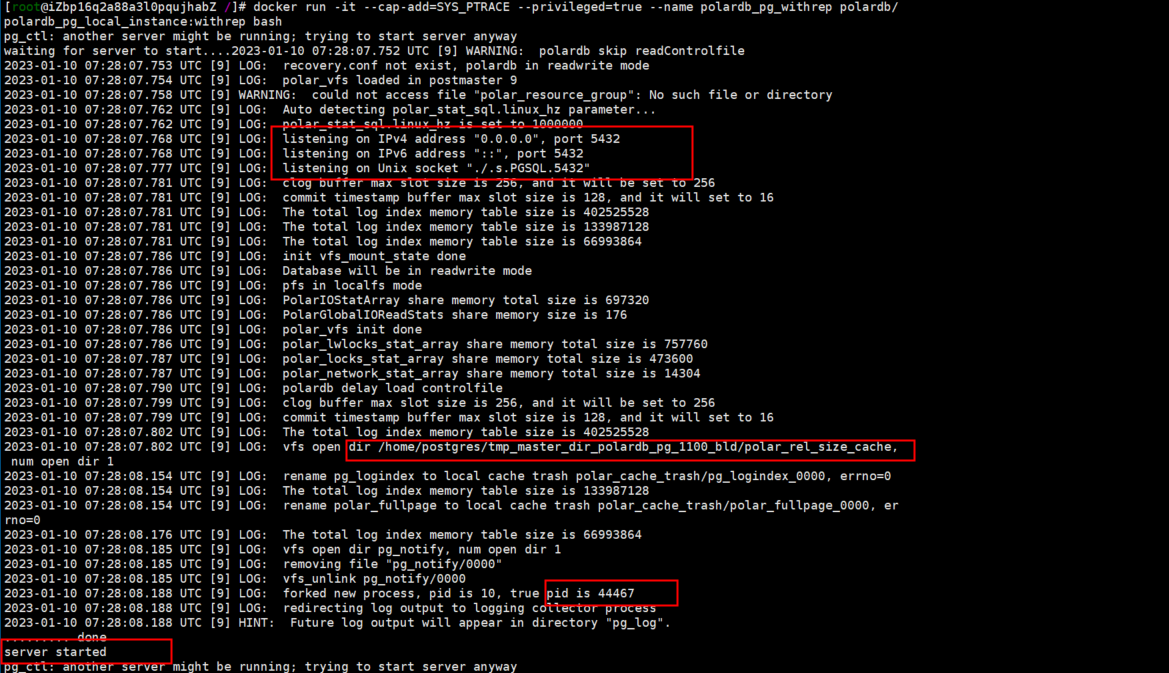 [root@iZbp16q2a88a3l0pqujhabZ /]# docker run -it --cap-add=SYS_PTRACE --privileged=true --name polardb_pg_withrep polardb/
polardb_pg_local_instance:withrep bash
pg_ctl: another server might be running; trying to start server anyway
waiting for server to start....2023-01-10 07:28:07.752 UTC [9] WARNING:  polardb skip readControlfile
2023-01-10 07:28:07.753 UTC [9] LOG:  recovery.conf not exist, polardb in readwrite mode
2023-01-10 07:28:07.754 UTC [9] LOG:  polar_vfs loaded in postmaster 9
2023-01-10 07:28:07.758 UTC [9] WARNING:  could not access file "polar_resource_group": No such file or directory
2023-01-10 07:28:07.762 UTC [9] LOG:  Auto detecting polar_stat_sql.linux_hz parameter...
2023-01-10 07:28:07.762 UTC [9] LOG:  polar_stat_sql.linux_hz is set to 1000000
2023-01-10 07:28:07.768 UTC [9] LOG:  listening on IPv4 address "0.0.0.0", port 5432
2023-01-10 07:28:07.768 UTC [9] LOG:  listening on IPv6 address "::", port 5432
2023-01-10 07:28:07.777 UTC [9] LOG:  listening on Unix socket "./.s.PGSQL.5432"
2023-01-10 07:28:07.781 UTC [9] LOG:  clog buffer max slot size is 256, and it will be set to 256
2023-01-10 07:28:07.781 UTC [9] LOG:  commit timestamp buffer max slot size is 128, and it will set to 16
2023-01-10 07:28:07.781 UTC [9] LOG:  The total log index memory table size is 402525528
2023-01-10 07:28:07.781 UTC [9] LOG:  The total log index memory table size is 133987128
2023-01-10 07:28:07.781 UTC [9] LOG:  The total log index memory table size is 66993864
2023-01-10 07:28:07.786 UTC [9] LOG:  init vfs_mount_state done
2023-01-10 07:28:07.786 UTC [9] LOG:  Database will be in readwrite mode
2023-01-10 07:28:07.786 UTC [9] LOG:  pfs in localfs mode
2023-01-10 07:28:07.786 UTC [9] LOG:  PolarIOStatArray share memory total size is 697320
2023-01-10 07:28:07.786 UTC [9] LOG:  PolarGlobalIOReadStats share memory size is 176
2023-01-10 07:28:07.786 UTC [9] LOG:  polar_vfs init done
2023-01-10 07:28:07.786 UTC [9] LOG:  polar_lwlocks_stat_array share memory total size is 757760
2023-01-10 07:28:07.787 UTC [9] LOG:  polar_locks_stat_array share memory total size is 473600
2023-01-10 07:28:07.787 UTC [9] LOG:  polar_network_stat_array share memory total size is 14304
2023-01-10 07:28:07.790 UTC [9] LOG:  polardb delay load controlfile
2023-01-10 07:28:07.799 UTC [9] LOG:  clog buffer max slot size is 256, and it will be set to 256
2023-01-10 07:28:07.799 UTC [9] LOG:  commit timestamp buffer max slot size is 128, and it will set to 16
2023-01-10 07:28:07.802 UTC [9] LOG:  The total log index memory table size is 402525528
2023-01-10 07:28:07.802 UTC [9] LOG:  vfs open dir /home/postgres/tmp_master_dir_polardb_pg_1100_bld/polar_rel_size_cache,
 num open dir 1
2023-01-10 07:28:08.154 UTC [9] LOG:  rename pg_logindex to local cache trash polar_cache_trash/pg_logindex_0000, errno=0
2023-01-10 07:28:08.154 UTC [9] LOG:  The total log index memory table size is 133987128
2023-01-10 07:28:08.154 UTC [9] LOG:  rename polar_fullpage to local cache trash polar_cache_trash/polar_fullpage_0000, er
rno=0
2023-01-10 07:28:08.176 UTC [9] LOG:  The total log index memory table size is 66993864
2023-01-10 07:28:08.185 UTC [9] LOG:  vfs open dir pg_notify, num open dir 1
2023-01-10 07:28:08.185 UTC [9] LOG:  removing file "pg_notify/0000"
2023-01-10 07:28:08.185 UTC [9] LOG:  vfs_unlink pg_notify/0000
2023-01-10 07:28:08.188 UTC [9] LOG:  forked new process, pid is 10, true pid is 44467
2023-01-10 07:28:08.188 UTC [9] LOG:  redirecting log output to logging collector process
2023-01-10 07:28:08.188 UTC [9] HINT:  Future log output will appear in directory "pg_log".
......... done
server started
pg_ctl: another server might be running; trying to start server anyway